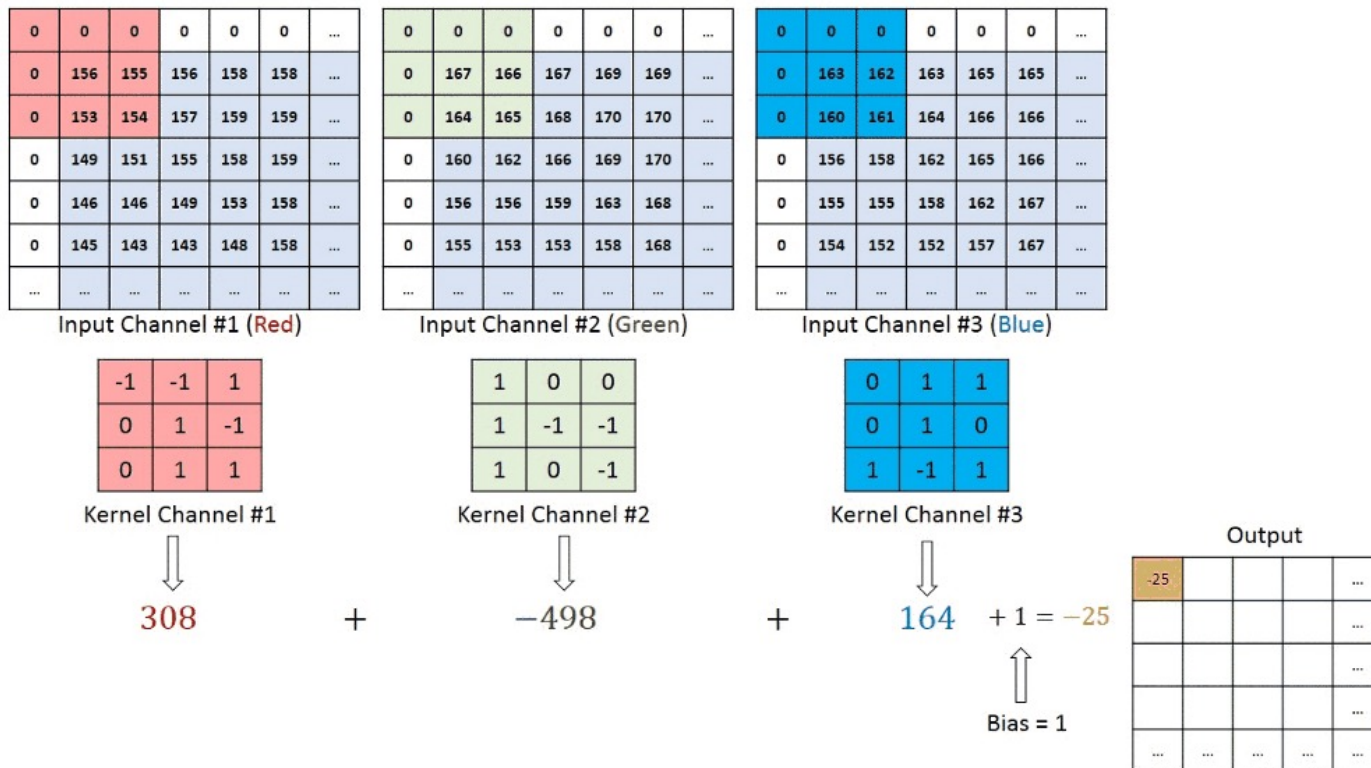 0 0 0 0 0 0 ...
0 156 155 156 158 158 ...
0 153 154 157 159 159 ...
0 149 151 155 158 159 ...
0 146 146 149 153 158 ...
0 145 143 143 148 158 ...
... ... ... ... ... ... ...
Input Channel #1 (Red)
0 0 0 0 0 0 ...
0 167 166 167 169 169 ...
0 164 165 168 170 170 ...
0 160 162 166 169 170 ...
0 156 156 159 163 168 ...
0 155 153 153 158 168 ...
... ... ... ... ... ... ...
Input Channel #2 (Green)
0 0 0 0 0 0 ...
0 163 162 163 165 165 ...
0 160 161 164 166 166 ...
0 156 158 162 165 166 ...
0 155 155 158 162 167 ...
0 154 152 152 157 167 ...
... ... ... ... ... ... ...
Input Channel #3 (Blue)
-1 -1 1
0 1 -1
0 1 1
Kernel Channel #1
1 0 0
1 -1 -1
1 0 -1
Kernel Channel #2
0 1 1
0 1 0
1 -1 1
Kernel Channel #3
308 + −498 + 164 + 1 = −25
Bias = 1
Output
-25 ...
...
...
...
... ... ... ... ...